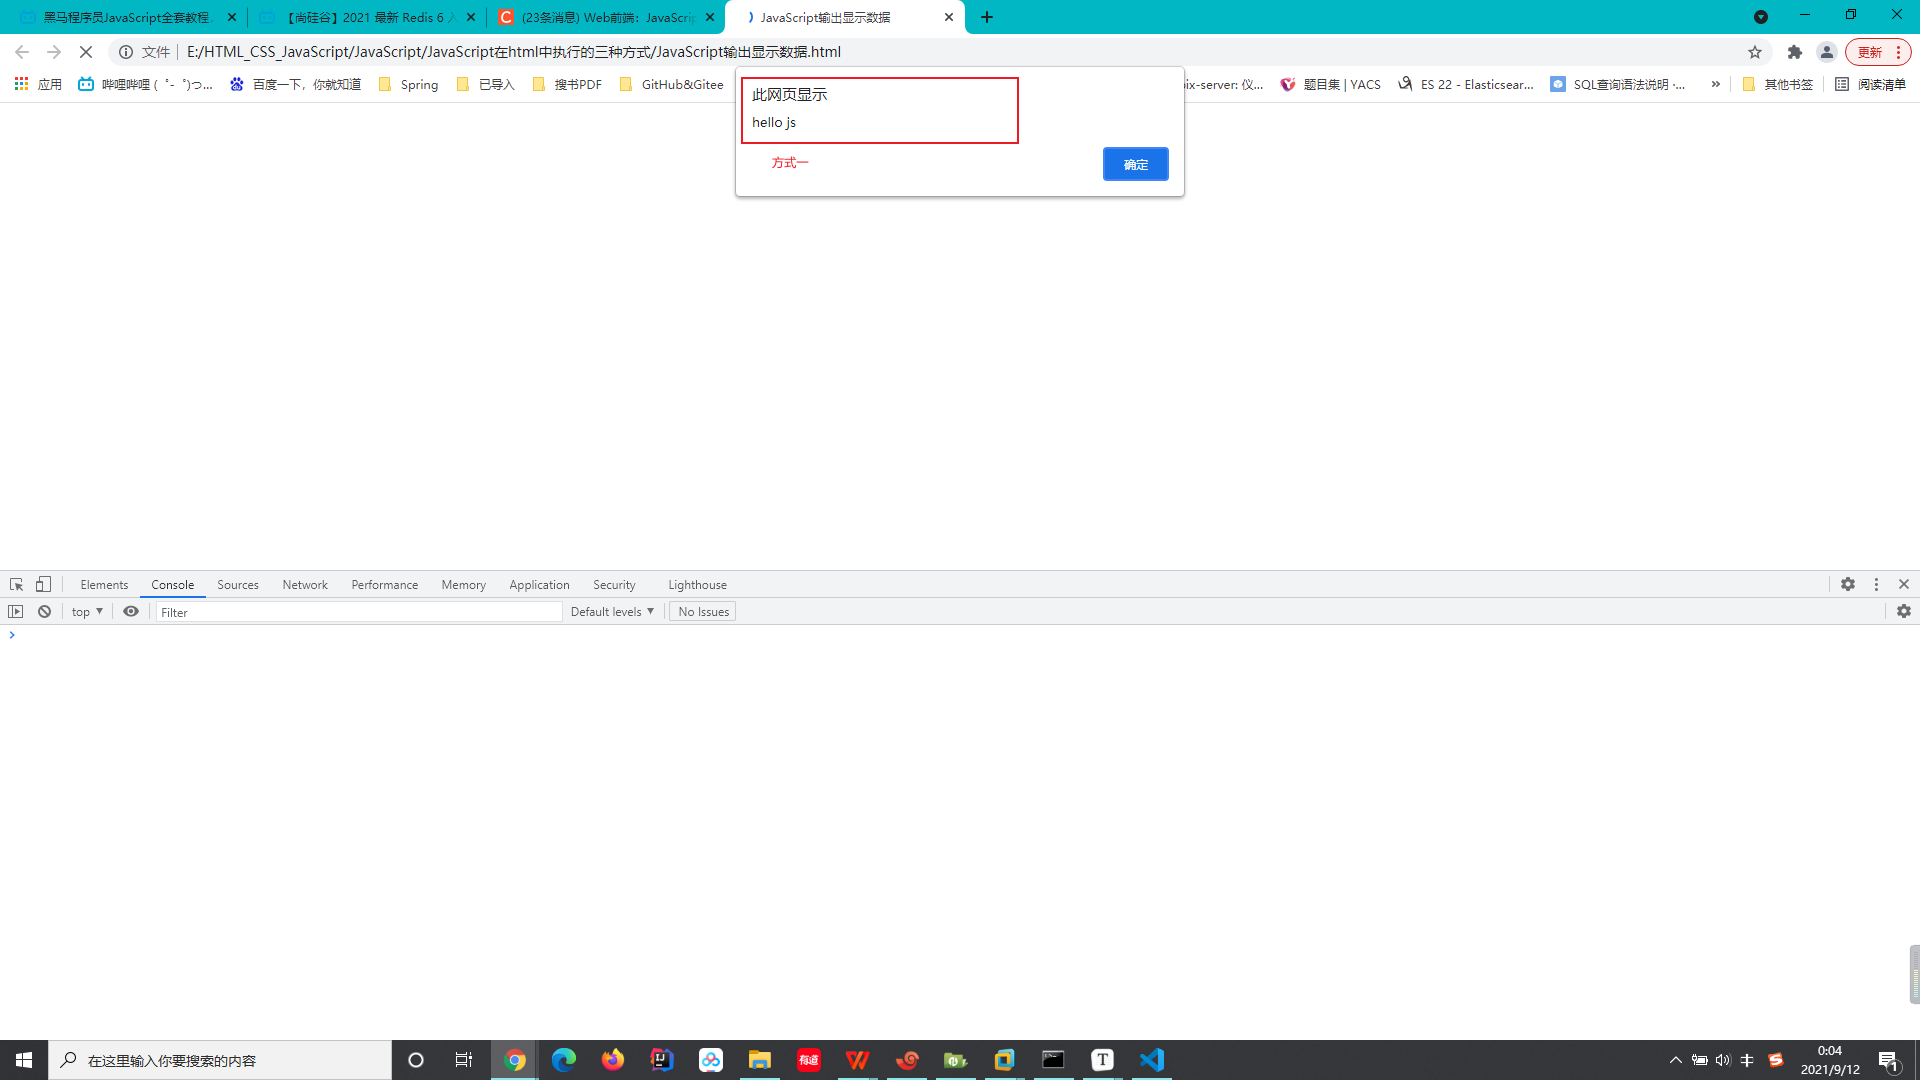 黑马程序员JavaScript全套教程,
【尚硅谷】2021 最新 Redis 6 入
(23条消息) Web前端：JavaScrip
JavaScript输出显示数据
文件 E:/HTML_CSS_JavaScript/JavaScript/JavaScript在html中执行的三种方式/JavaScript输出显示数据.html
更新
应用
哔哩哔哩 (゜-゜)つ...
百度一下，你就知道
Spring
已导入
搜书PDF
GitHub&Gitee
ix-server: 仪...
题目集 | YACS
ES 22 - Elasticsear...
SQL查询语法说明 ·...
»
其他书签
阅读清单
此网页显示
hello js
方式一
确定
Elements Console Sources Network Performance Memory Application Security Lighthouse
top Filter Default levels No Issues
在这里输入你要搜索的内容
有道
中
0:04
2021/9/12
1